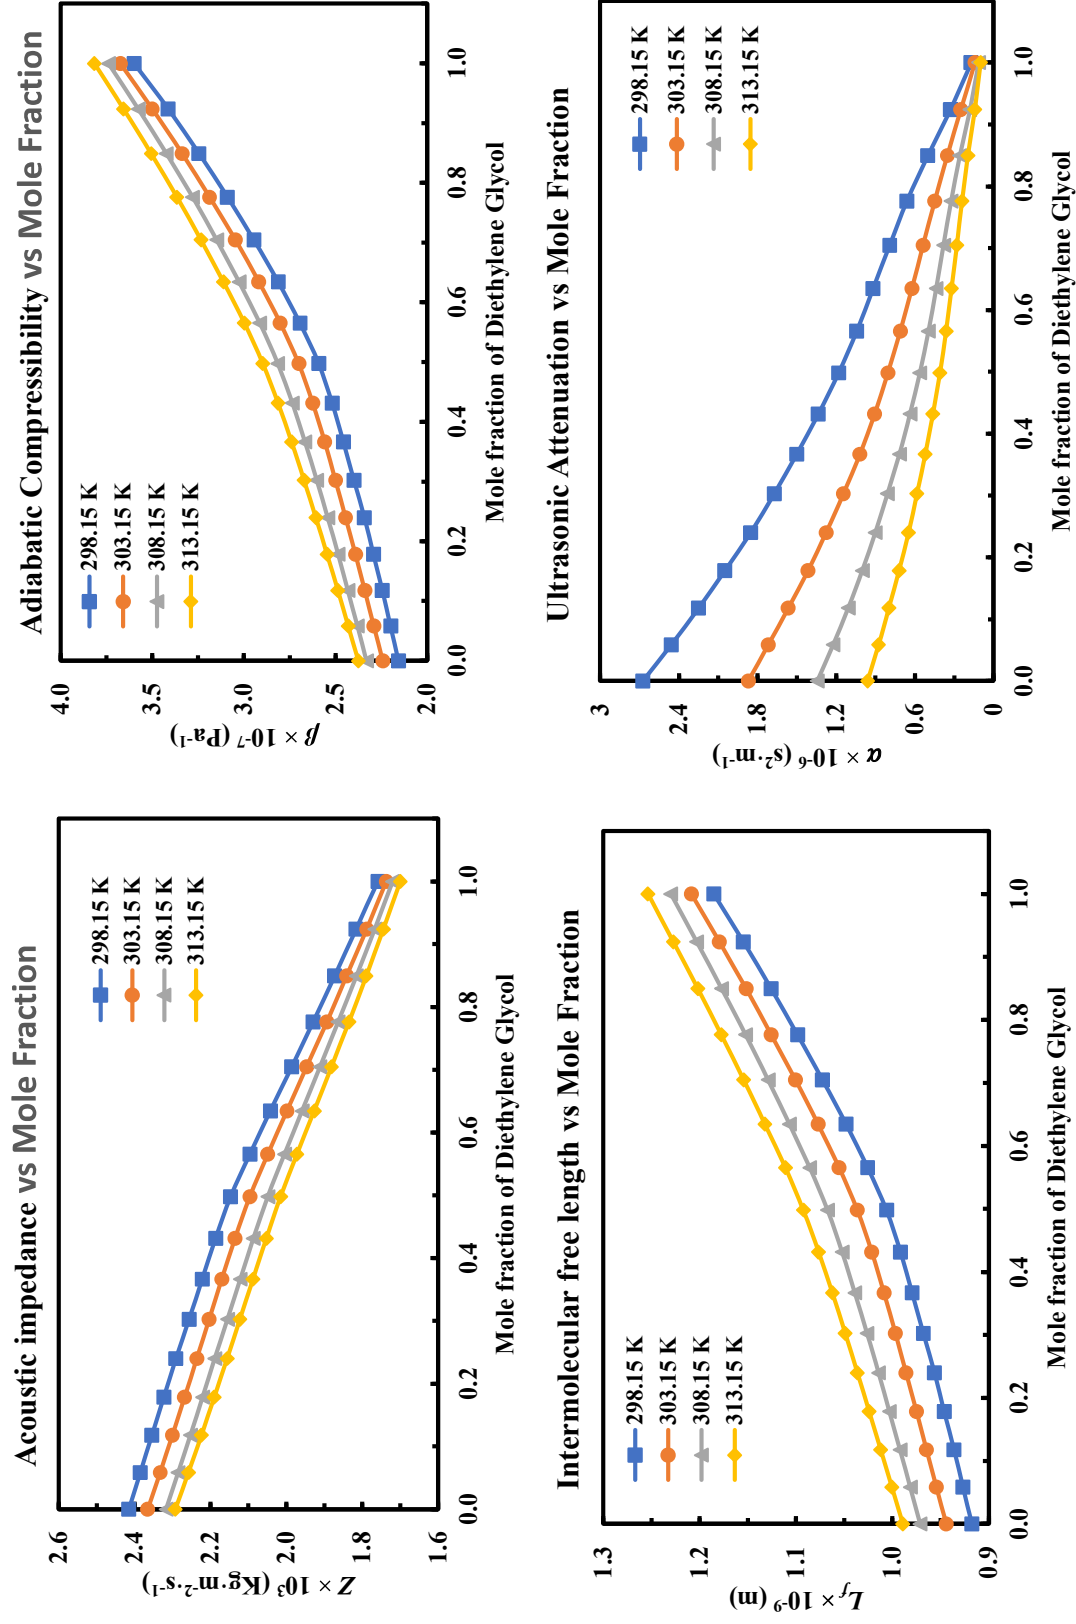 Acoustic impedance vs Mole Fraction
Z × 10³ (Kg·m⁻²·s⁻¹)
2.6
2.4
2.2
2.0
1.8
1.6
298.15 K
303.15 K
308.15 K
313.15 K
0.0 0.2 0.4 0.6 0.8 1.0
Mole fraction of Diethylene Glycol
Adiabatic Compressibility vs Mole Fraction
β × 10⁻⁷ (Pa⁻¹)
4.0
3.5
3.0
2.5
2.0
298.15 K
303.15 K
308.15 K
313.15 K
0.0 0.2 0.4 0.6 0.8 1.0
Mole fraction of Diethylene Glycol
Intermolecular free length vs Mole Fraction
L_f × 10⁻⁹ (m)
1.3
1.2
1.1
1.0
0.9
298.15 K
303.15 K
308.15 K
313.15 K
0.0 0.2 0.4 0.6 0.8 1.0
Mole fraction of Diethylene Glycol
Ultrasonic Attenuation vs Mole Fraction
α × 10⁻⁶ (s²·m⁻¹)
3
2.4
1.8
1.2
0.6
0
298.15 K
303.15 K
308.15 K
313.15 K
0.0 0.2 0.4 0.6 0.8 1.0
Mole fraction of Diethylene Glycol